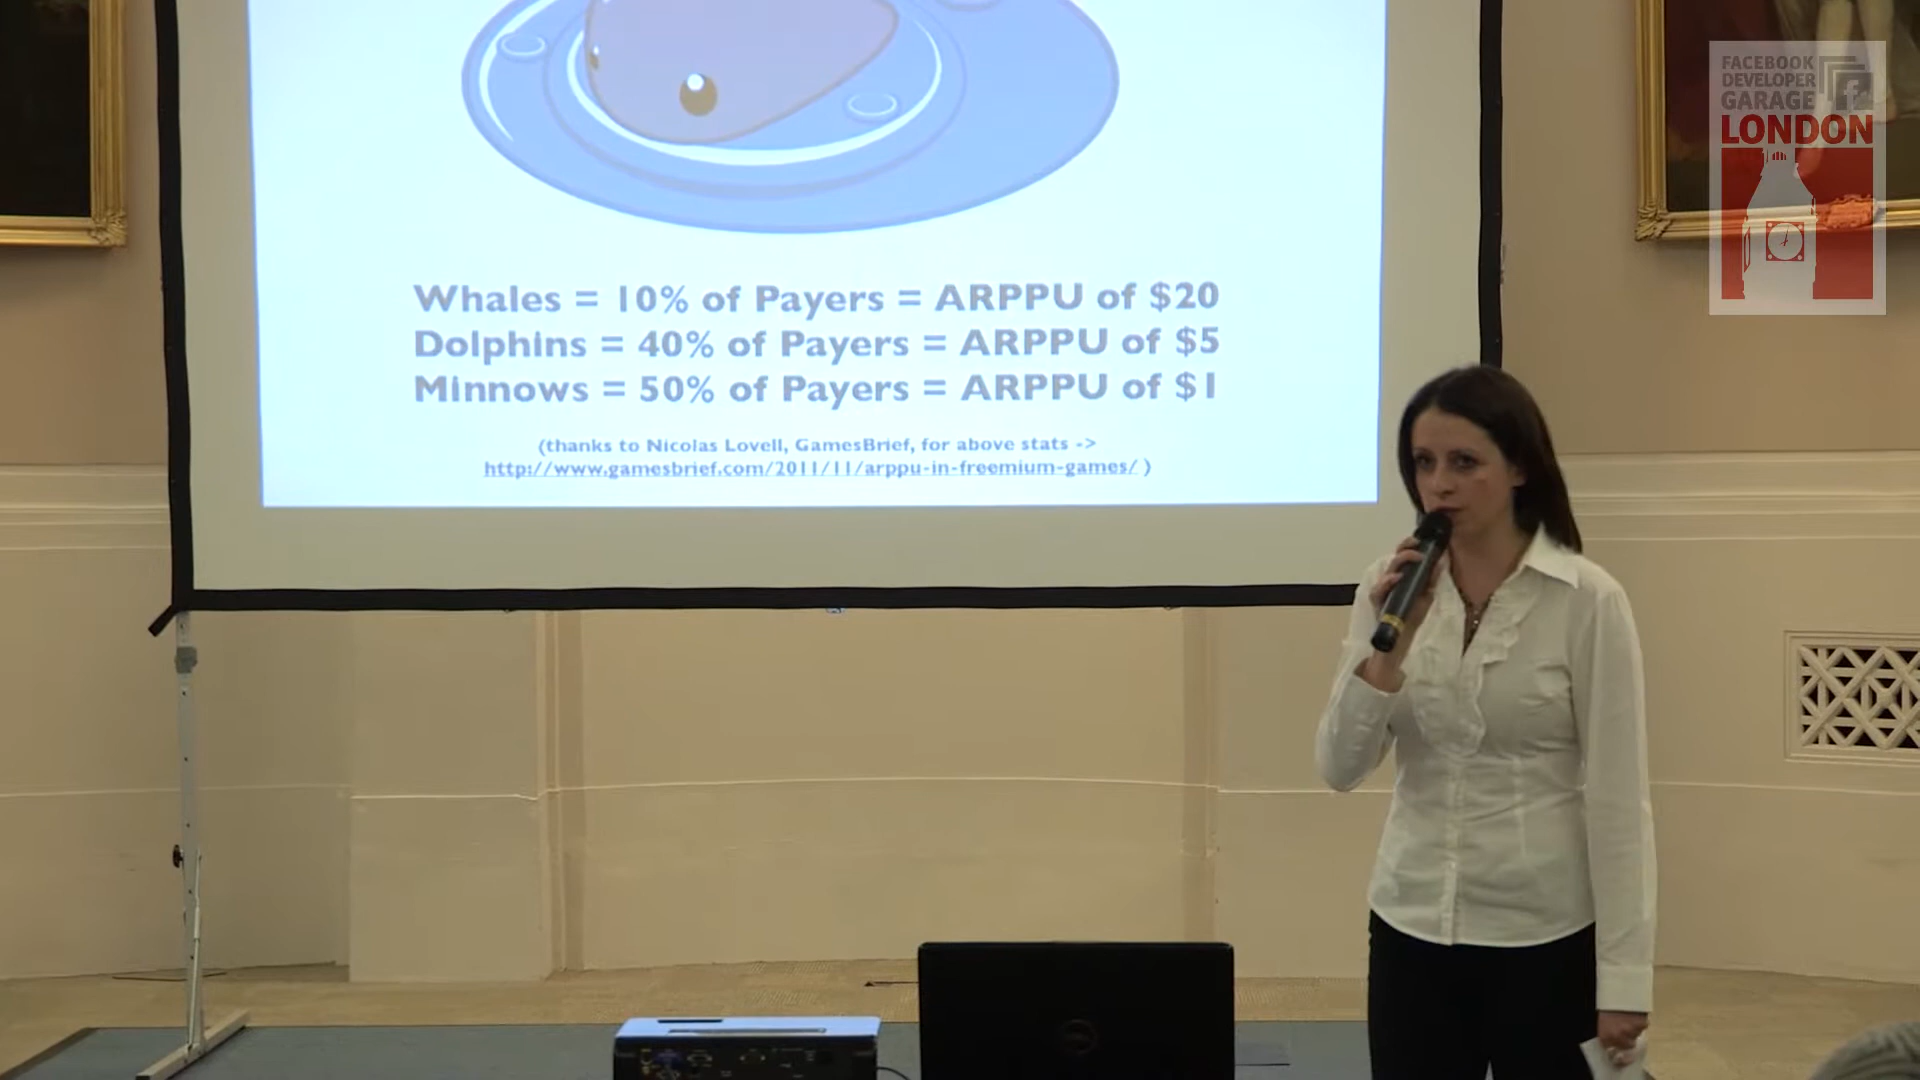 Whales = 10% of Payers = ARPPU of $20
Dolphins = 40% of Payers = ARPPU of $5
Minnows = 50% of Payers = ARPPU of $1
(thanks to Nicolas Lovell, GamesBrief, for above stats ->
http://www.gamesbrief.com/2011/11/arppu-in-freemium-games/ )
FACEBOOK
DEVELOPER
GARAGE
LONDON